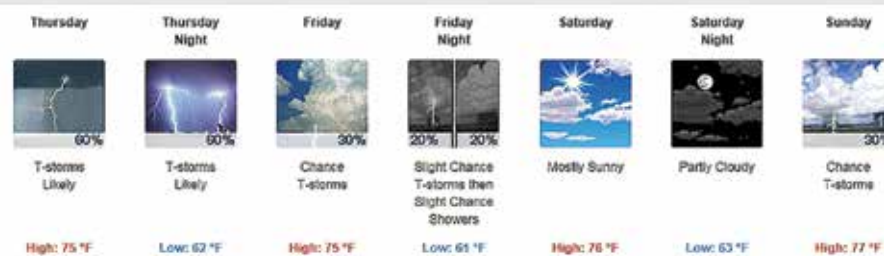 Thursday
Thursday
Night
Friday
Friday
Night
Saturday
Saturday
Night
Sunday
60%
60%
30%
20% 20%
30%
T-storms
Likely
T-storms
Likely
Chance
T-storms
Slight Chance
T-storms then
Slight Chance
Showers
Mostly Sunny
Partly Cloudy
Chance
T-storms
High: 75 °F
Low: 62 °F
High: 75 °F
Low: 61 °F
High: 76 °F
Low: 63 °F
High: 77 °F